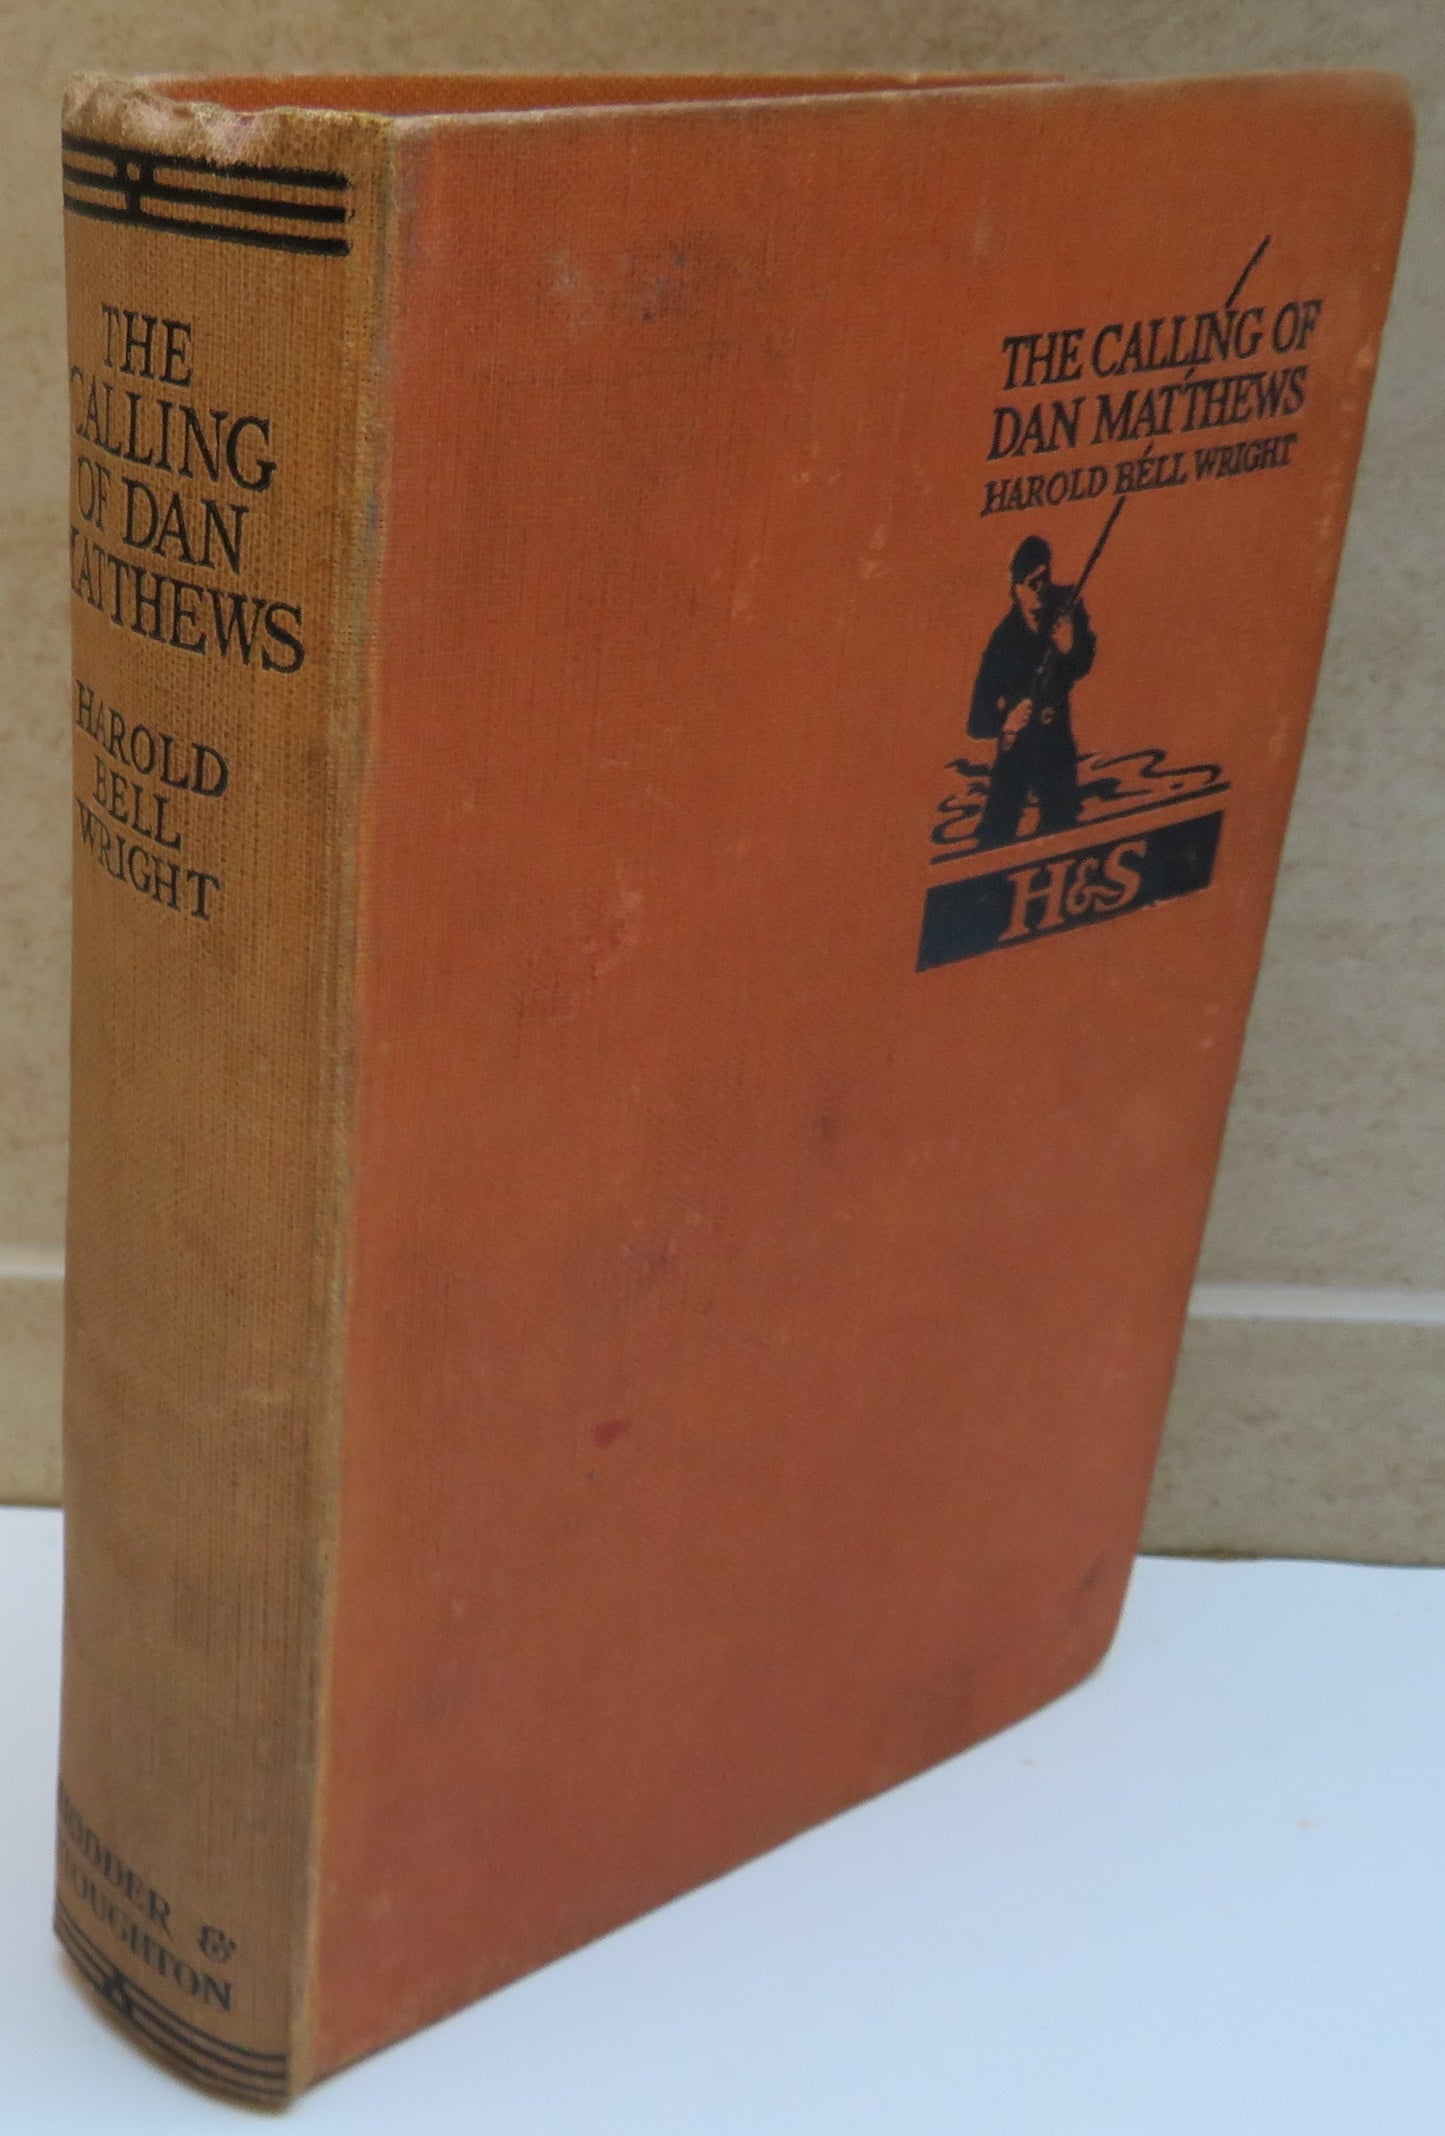 THE
CALLING
OF DAN
MATTHEWS
HAROLD
BELL
WRIGHT
HODDER &
STOUGHTON
THE CALLING OF
DAN MATTHEWS
HAROLD BELL WRIGHT
H&S